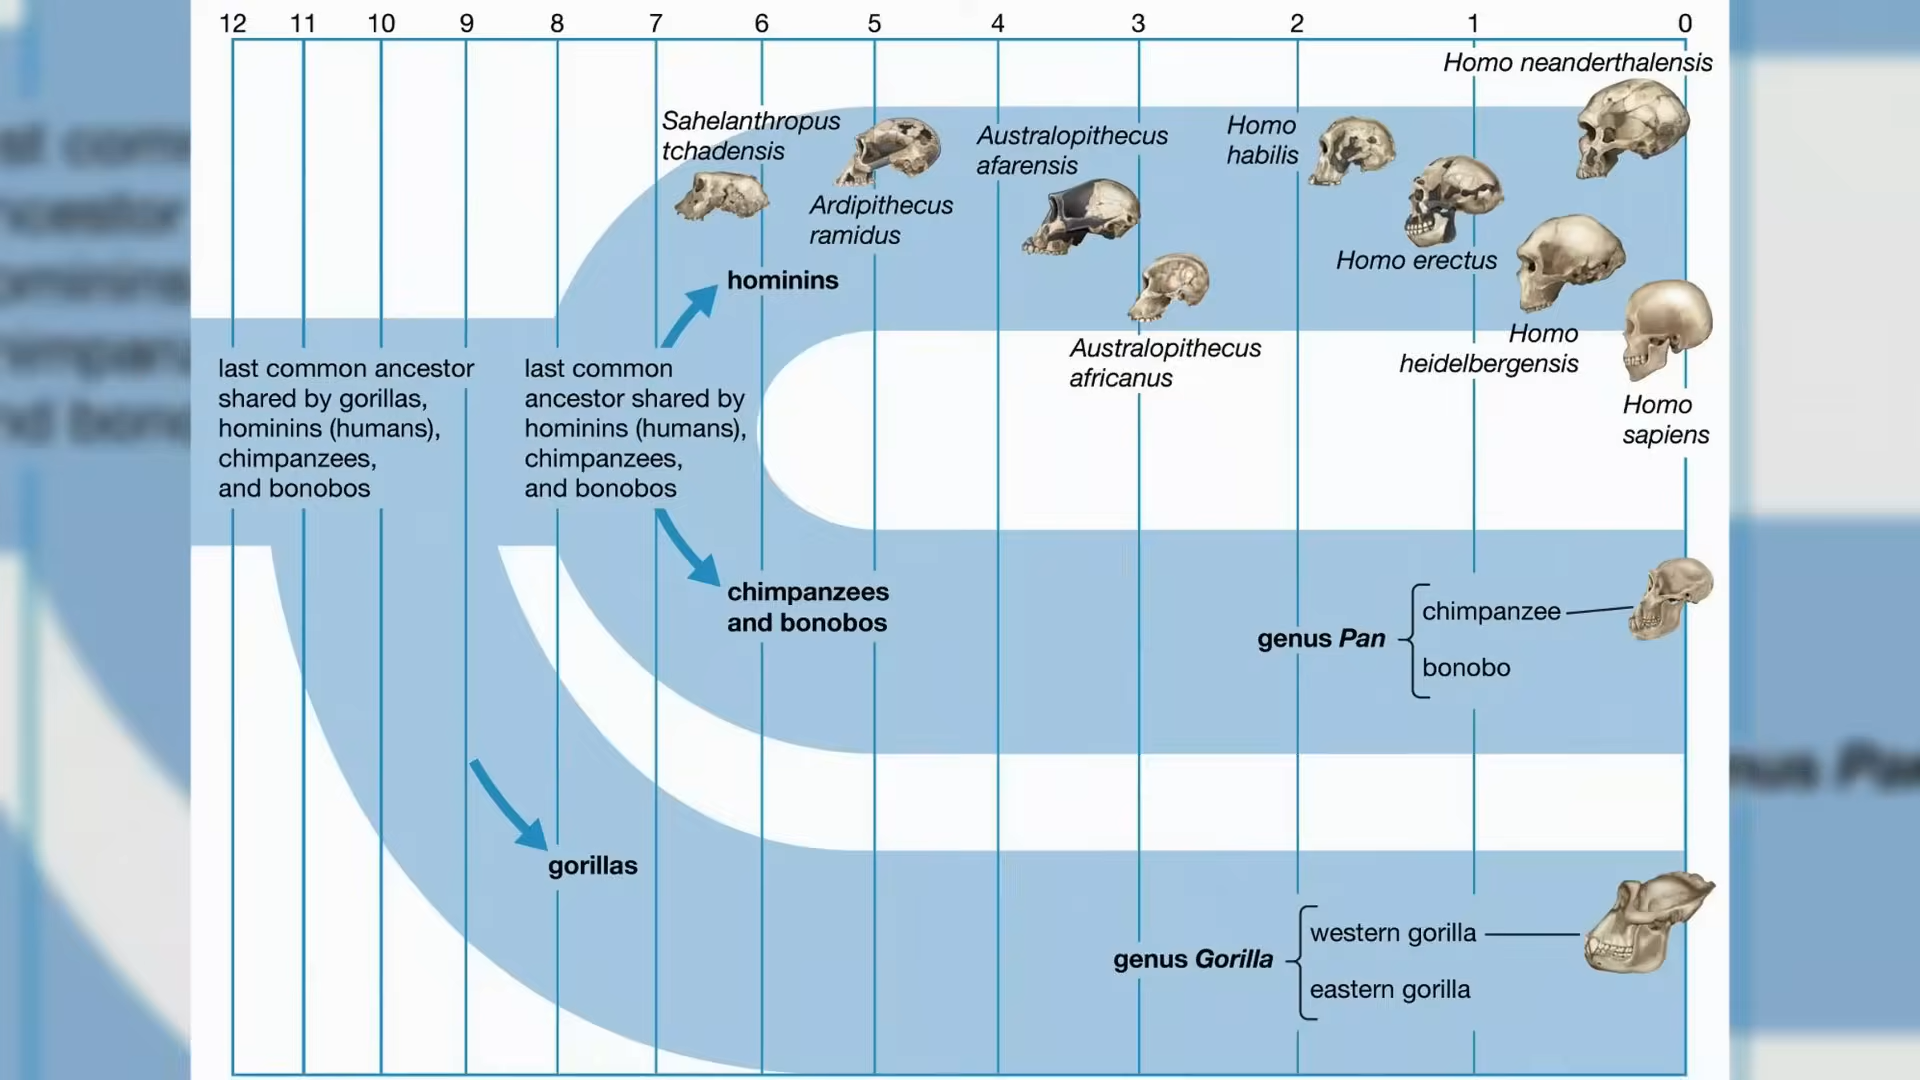 12 11 10 9 8 7 6 5 4 3 2 1 0
Homo neanderthalensis
Sahelanthropus
tchadensis
Ardipithecus
ramidus
Australopithecus
afarensis
Australopithecus
africanus
Homo
habilis
Homo erectus
Homo
heidelbergensis
Homo
sapiens
hominins
last common ancestor
shared by gorillas,
hominins (humans),
chimpanzees,
and bonobos
last common
ancestor shared by
hominins (humans),
chimpanzees,
and bonobos
chimpanzees
and bonobos
genus Pan
chimpanzee
bonobo
gorillas
genus Gorilla
western gorilla
eastern gorilla